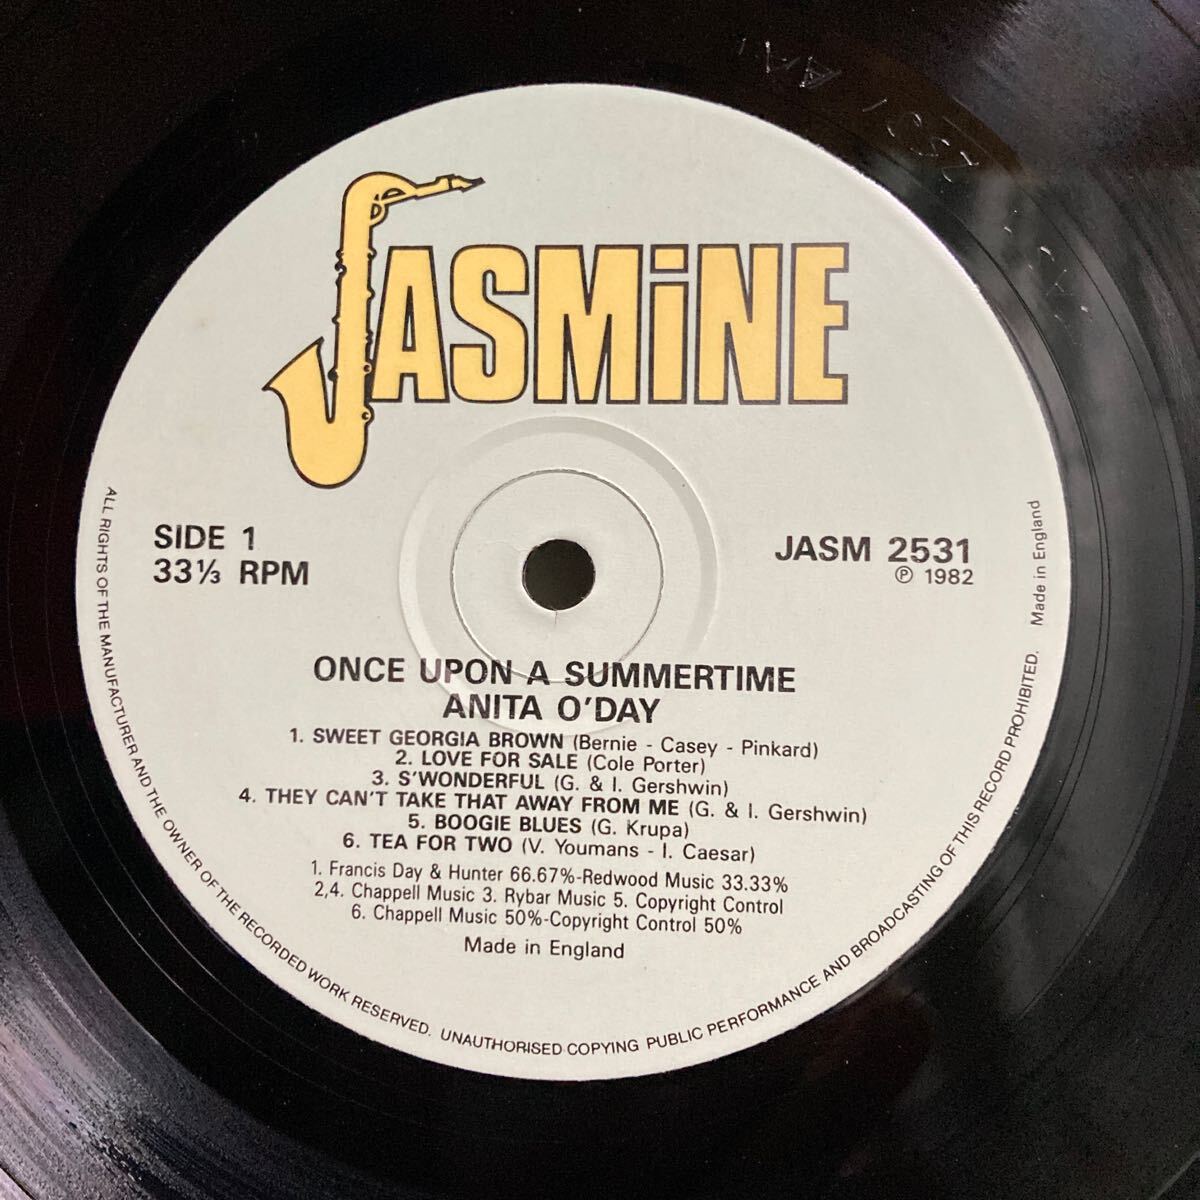 JASMiNE
SIDE 1
33⅓ RPM
JASM 2531
℗ 1982
ONCE UPON A SUMMERTIME
ANITA O'DAY
1. SWEET GEORGIA BROWN (Bernie - Casey - Pinkard)
2. LOVE FOR SALE (Cole Porter)
3. S'WONDERFUL (G. & I. Gershwin)
4. THEY CAN'T TAKE THAT AWAY FROM ME (G. & I. Gershwin)
5. BOOGIE BLUES (G. Krupa)
6. TEA FOR TWO (V. Youmans - I. Caesar)
1. Francis Day & Hunter 66.67%-Redwood Music 33.33%
2,4. Chappell Music 3. Rybar Music 5. Copyright Control
6. Chappell Music 50%-Copyright Control 50%
Made in England
ALL RIGHTS OF THE MANUFACTURER AND THE OWNER OF THE RECORDED WORK RESERVED. UNAUTHORISED COPYING PUBLIC PERFORMANCE AND BROADCASTING OF THIS RECORD PROHIBITED. Made in England